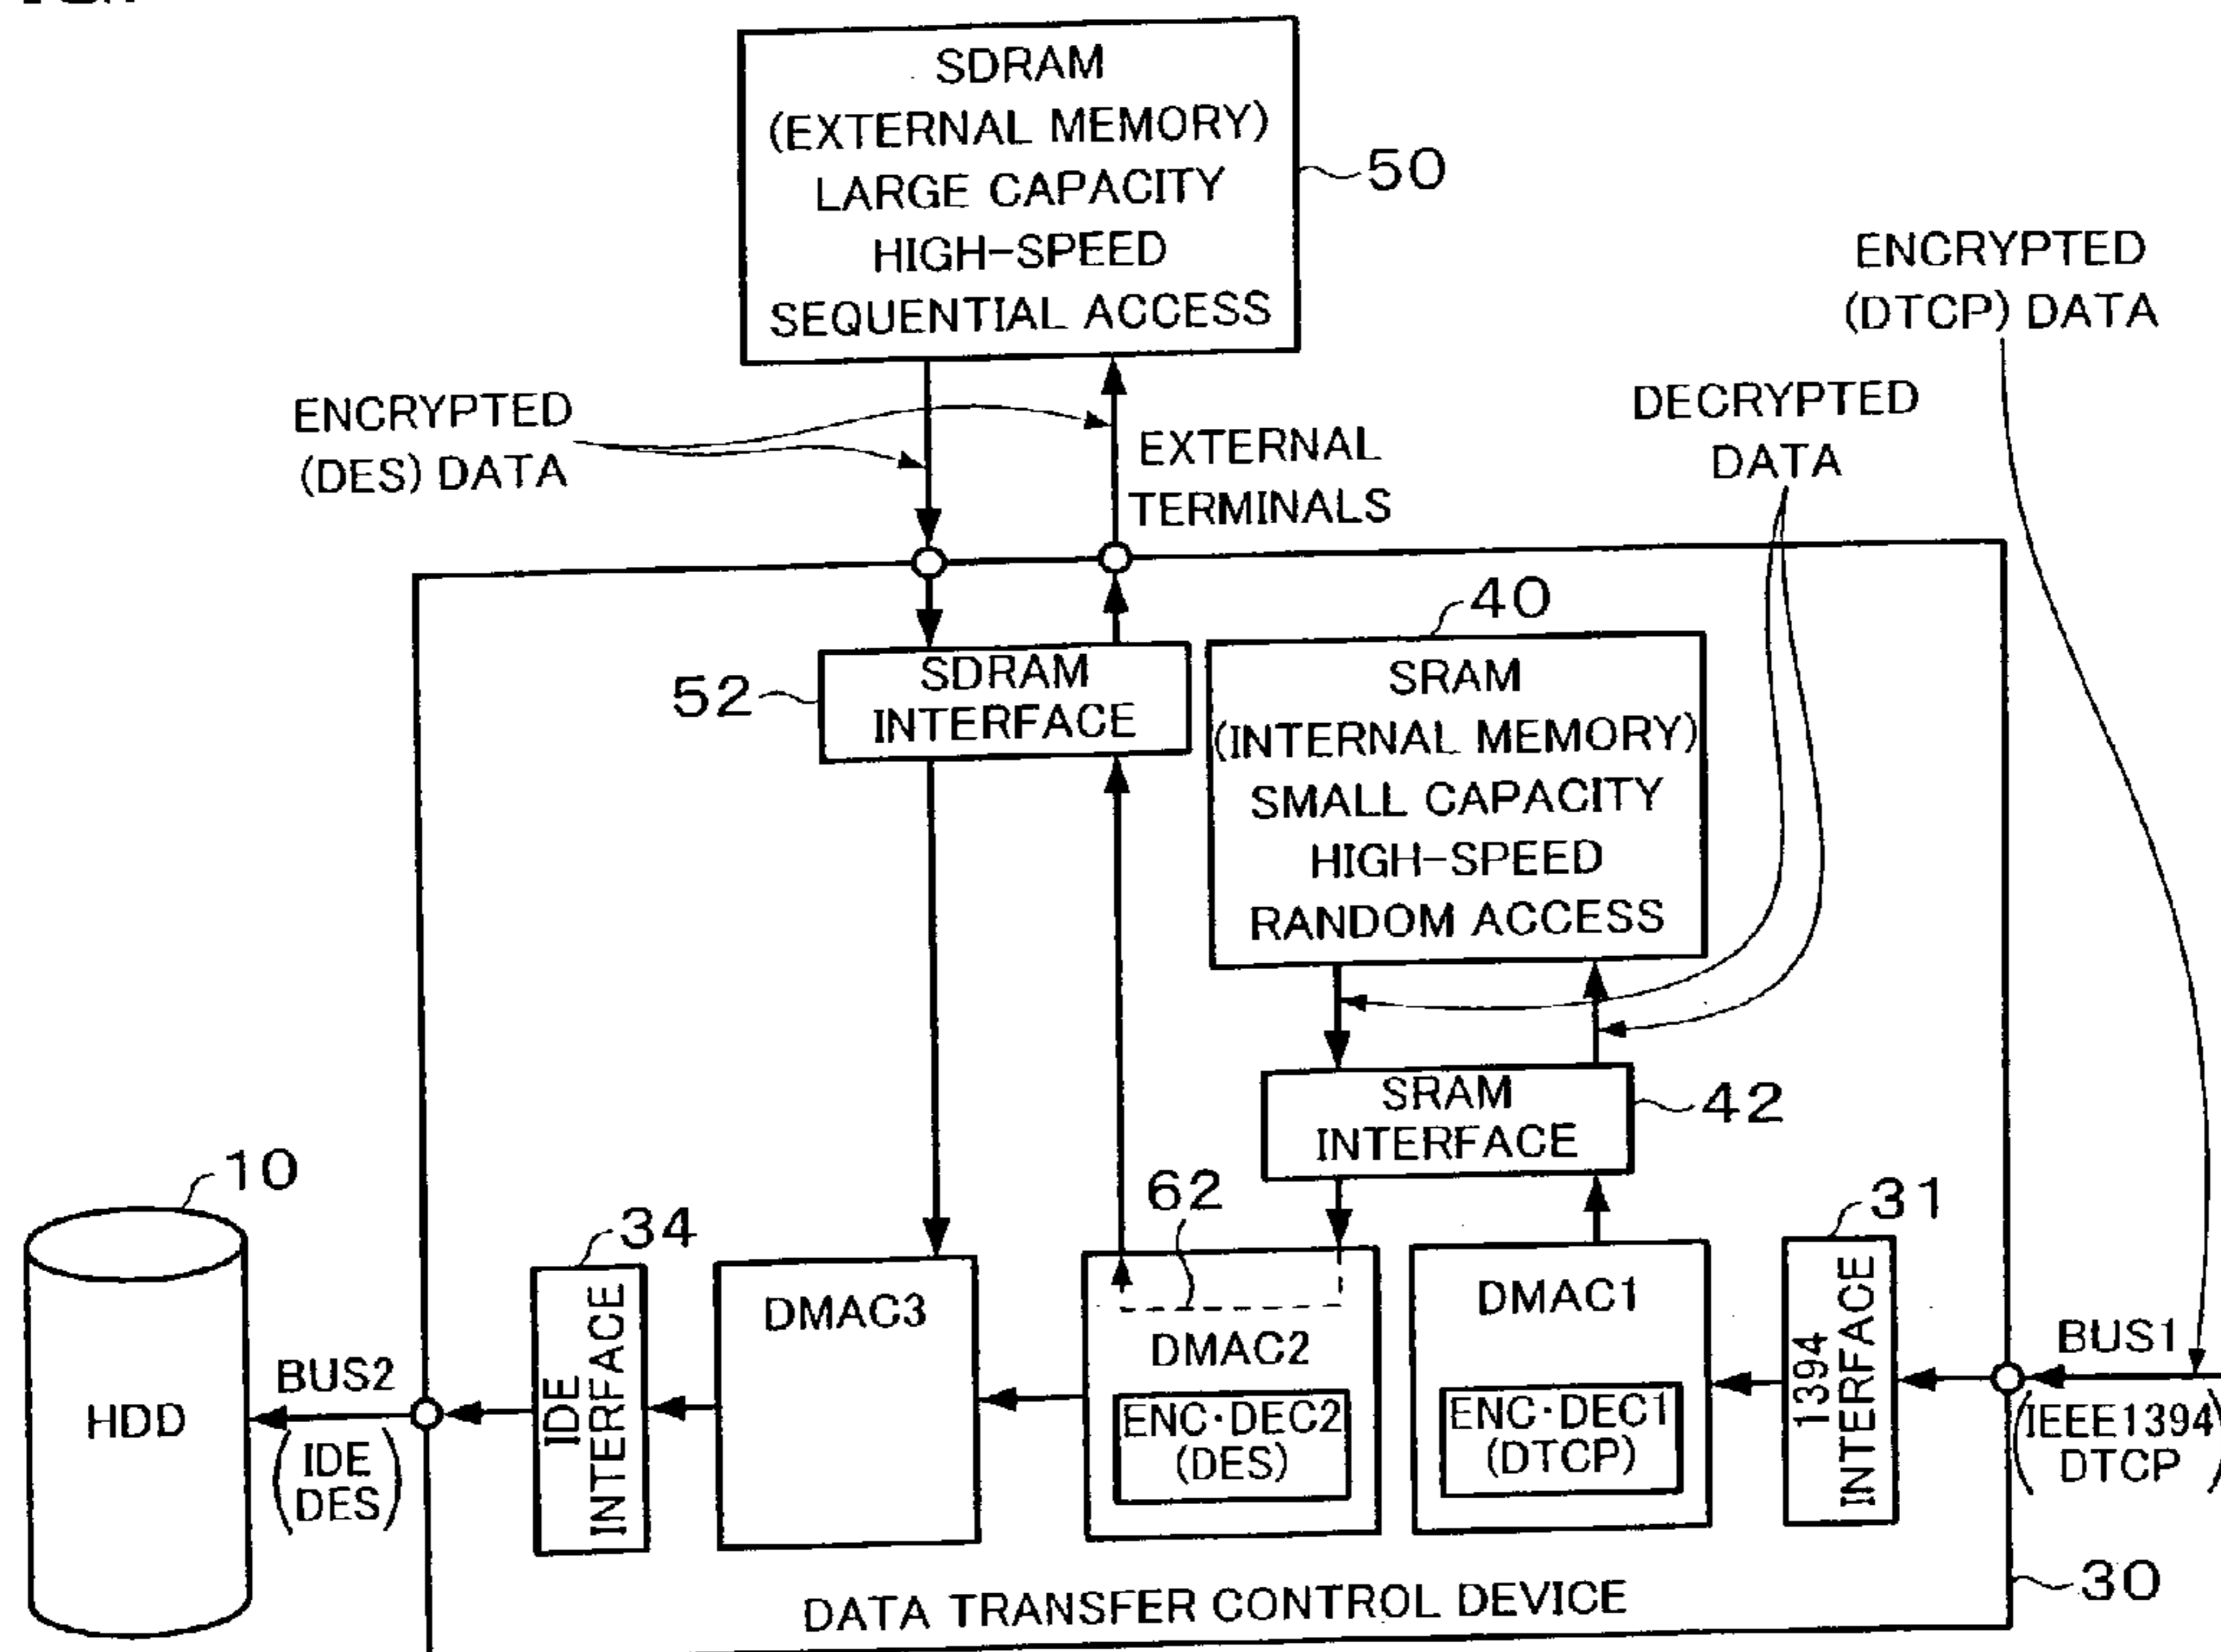 SDRAM
(EXTERNAL MEMORY)
LARGE CAPACITY
HIGH-SPEED
SEQUENTIAL ACCESS
50
ENCRYPTED
(DTCP) DATA
ENCRYPTED
(DES) DATA
EXTERNAL
TERMINALS
DECRYPTED
DATA
40
SRAM
(INTERNAL MEMORY)
SMALL CAPACITY
HIGH-SPEED
RANDOM ACCESS
52
SDRAM
INTERFACE
SRAM
INTERFACE
42
10
HDD
BUS2
(IDE
DES)
34
IDE
INTERFACE
DMAC3
62
DMAC2
ENC·DEC2
(DES)
DMAC1
ENC·DEC1
(DTCP)
31
1394
INTERFACE
BUS1
(IEEE1394
DTCP)
30
DATA TRANSFER CONTROL DEVICE